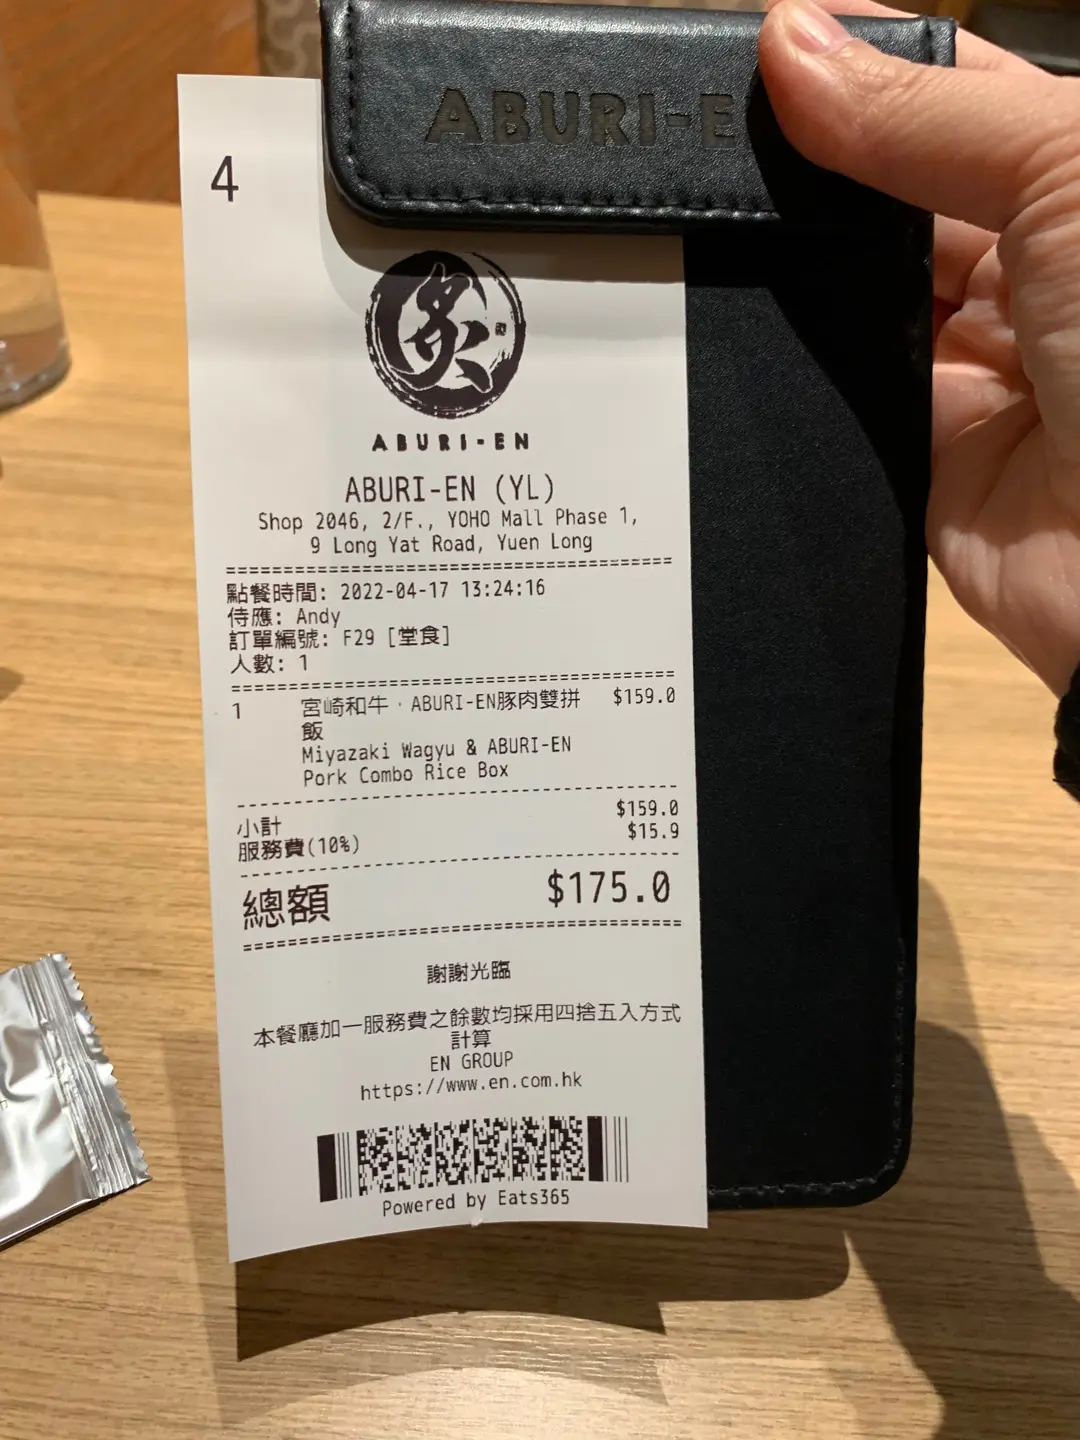 ABURI-E
4
炙
ABURI-EN
ABURI-EN (YL)
Shop 2046, 2/F., YOHO Mall Phase 1,
9 Long Yat Road, Yuen Long
點餐時間: 2022-04-17 13:24:16
侍應: Andy
訂單編號: F29 [堂食]
人數: 1
1 宮崎和牛‧ABURI-EN豚肉雙拼 $159.0
飯
Miyazaki Wagyu & ABURI-EN
Pork Combo Rice Box
小計 $159.0
服務費(10%) $15.9
總額 $175.0
謝謝光臨
本餐廳加一服務費之餘數均採用四捨五入方式
計算
EN GROUP
https://www.en.com.hk
Powered by Eats365